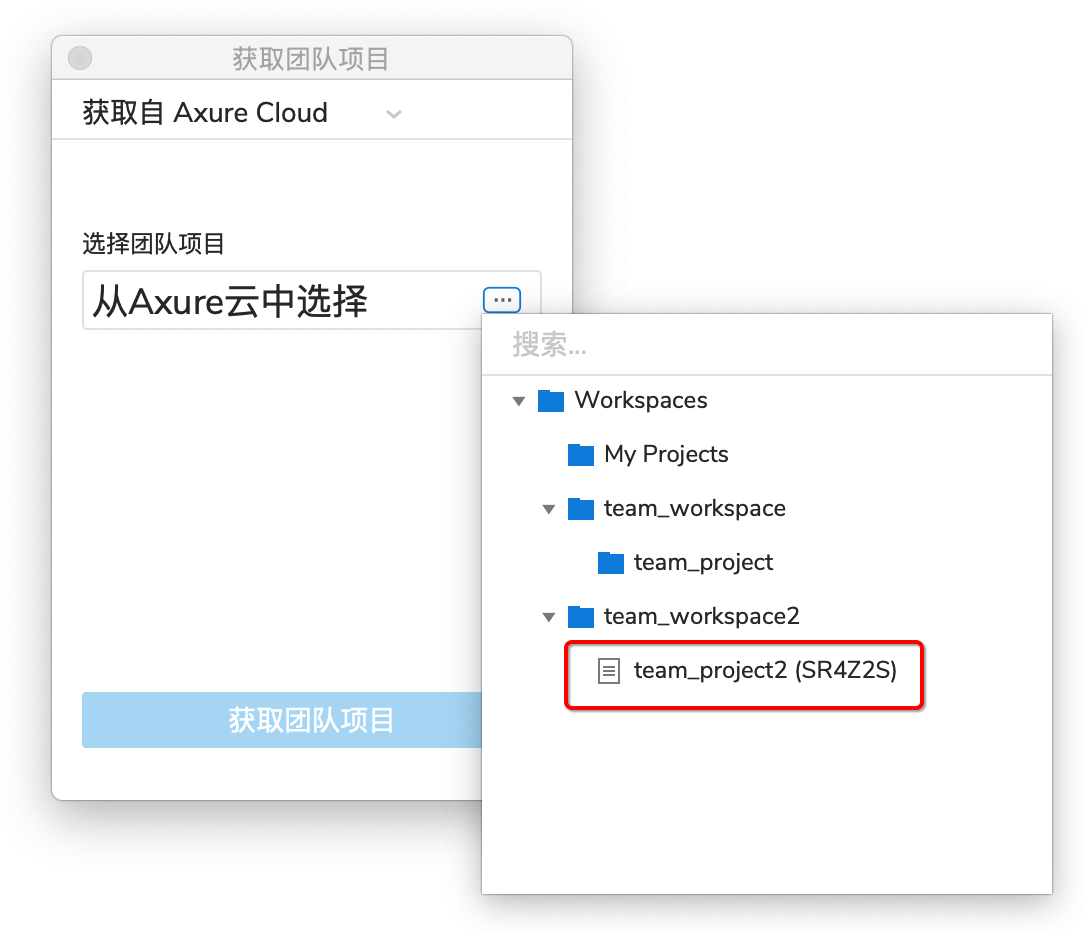 获取团队项目
获取自 Axure Cloud
选择团队项目
从Axure云中选择
搜索...
Workspaces
My Projects
team_workspace
team_project
team_workspace2
team_project2 (SR4Z2S)
获取团队项目